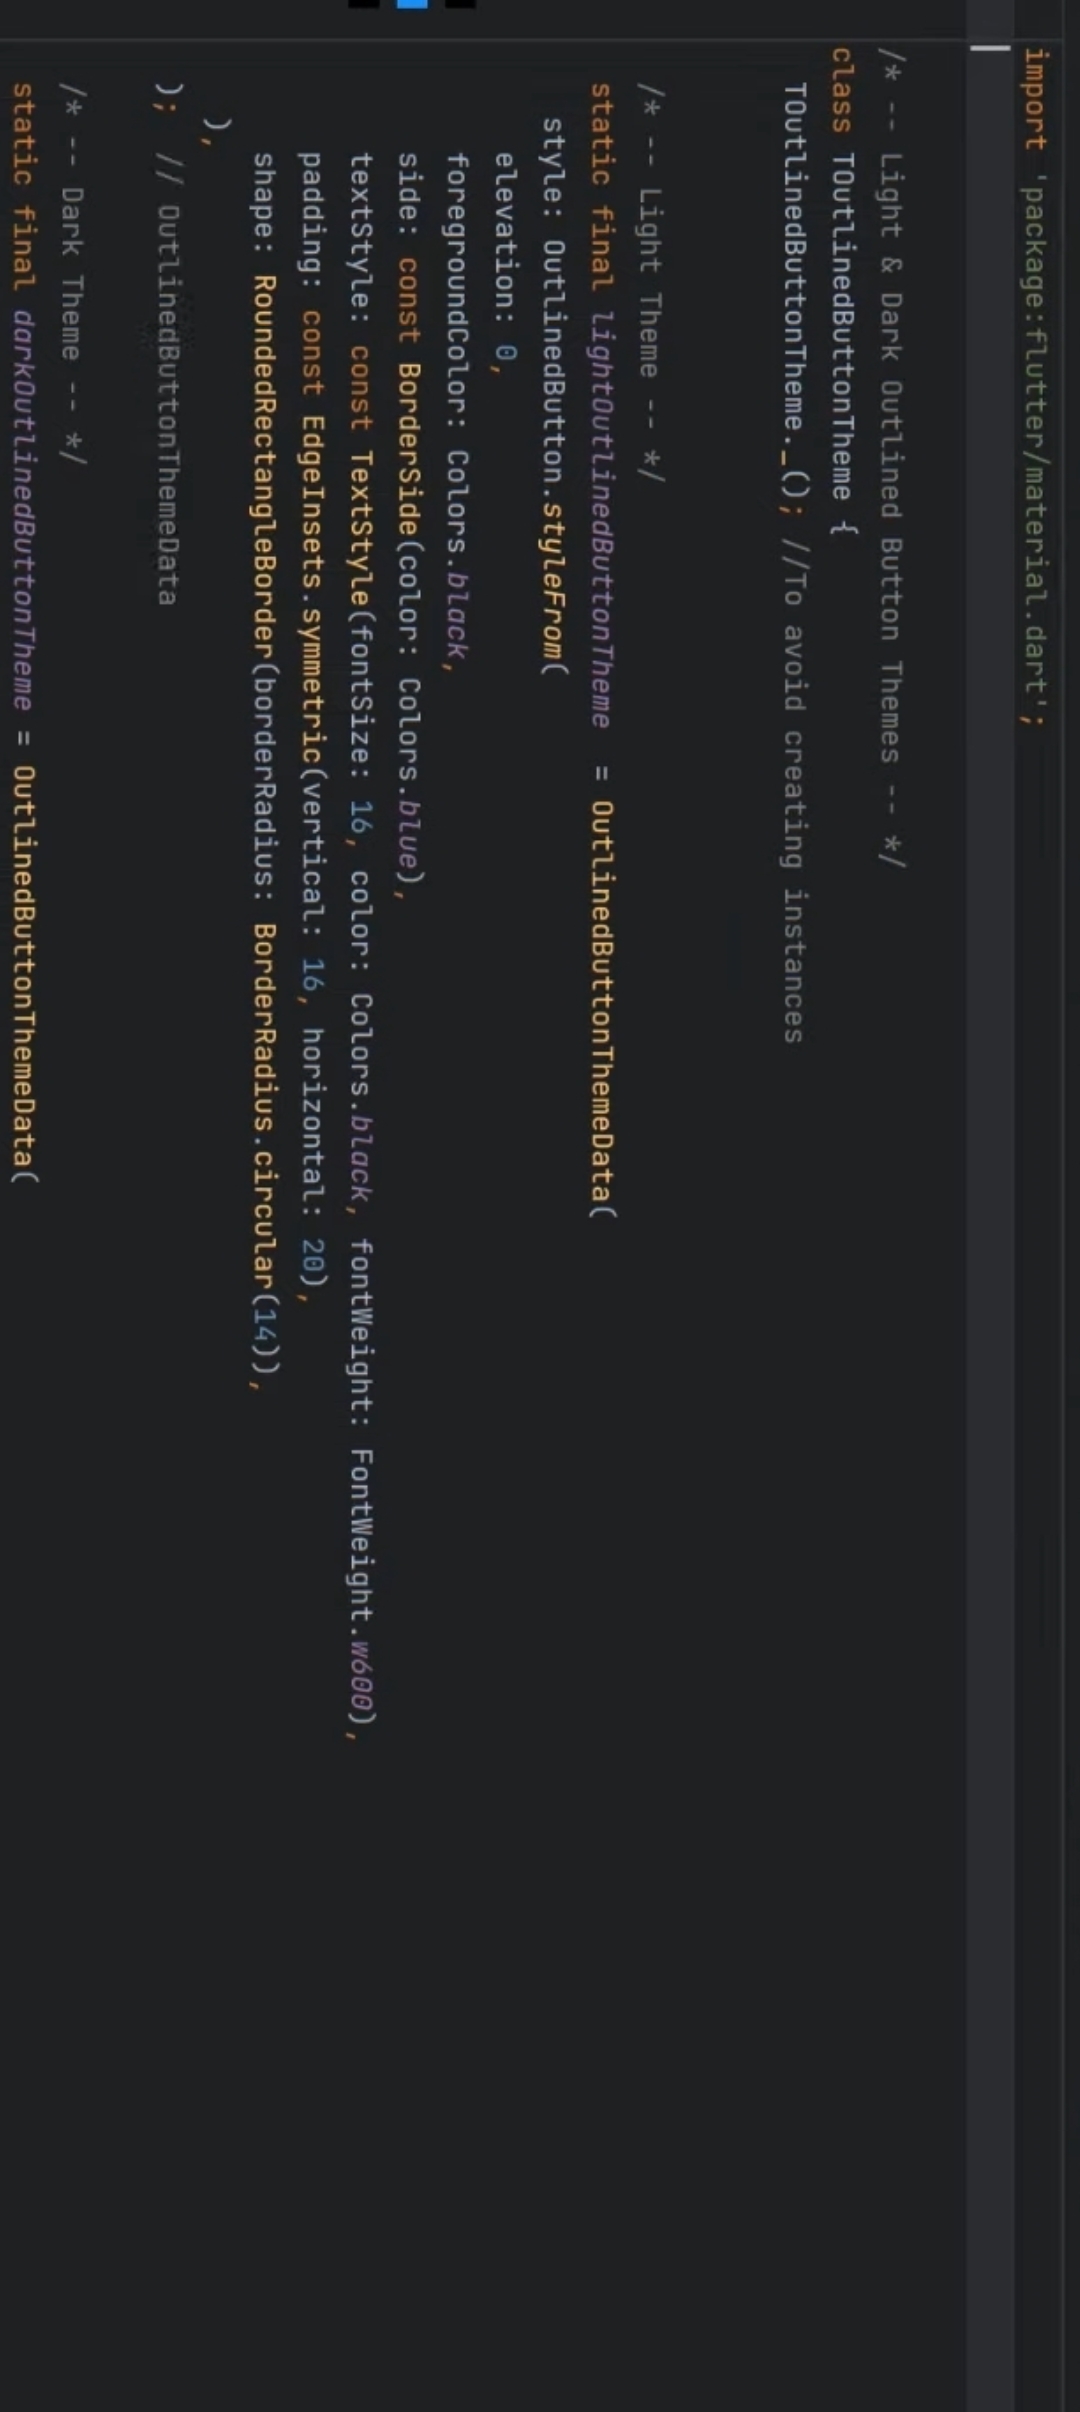 import 'package:flutter/material.dart';
/* -- Light & Dark Outlined Button Themes -- */
class TOutlinedButtonTheme {
  TOutlinedButtonTheme._(); //To avoid creating instances
  /* -- Light Theme -- */
  static final lightOutlinedButtonTheme = OutlinedButtonThemeData(
    style: OutlinedButton.styleFrom(
      elevation: 0,
      foregroundColor: Colors.black,
      side: const BorderSide(color: Colors.blue),
      textStyle: const TextStyle(fontSize: 16, color: Colors.black, fontWeight: FontWeight.w600),
      padding: const EdgeInsets.symmetric(vertical: 16, horizontal: 20),
      shape: RoundedRectangleBorder(borderRadius: BorderRadius.circular(14)),
    ),
  ); // OutlinedButtonThemeData
  /* -- Dark Theme -- */
  static final darkOutlinedButtonTheme = OutlinedButtonThemeData(